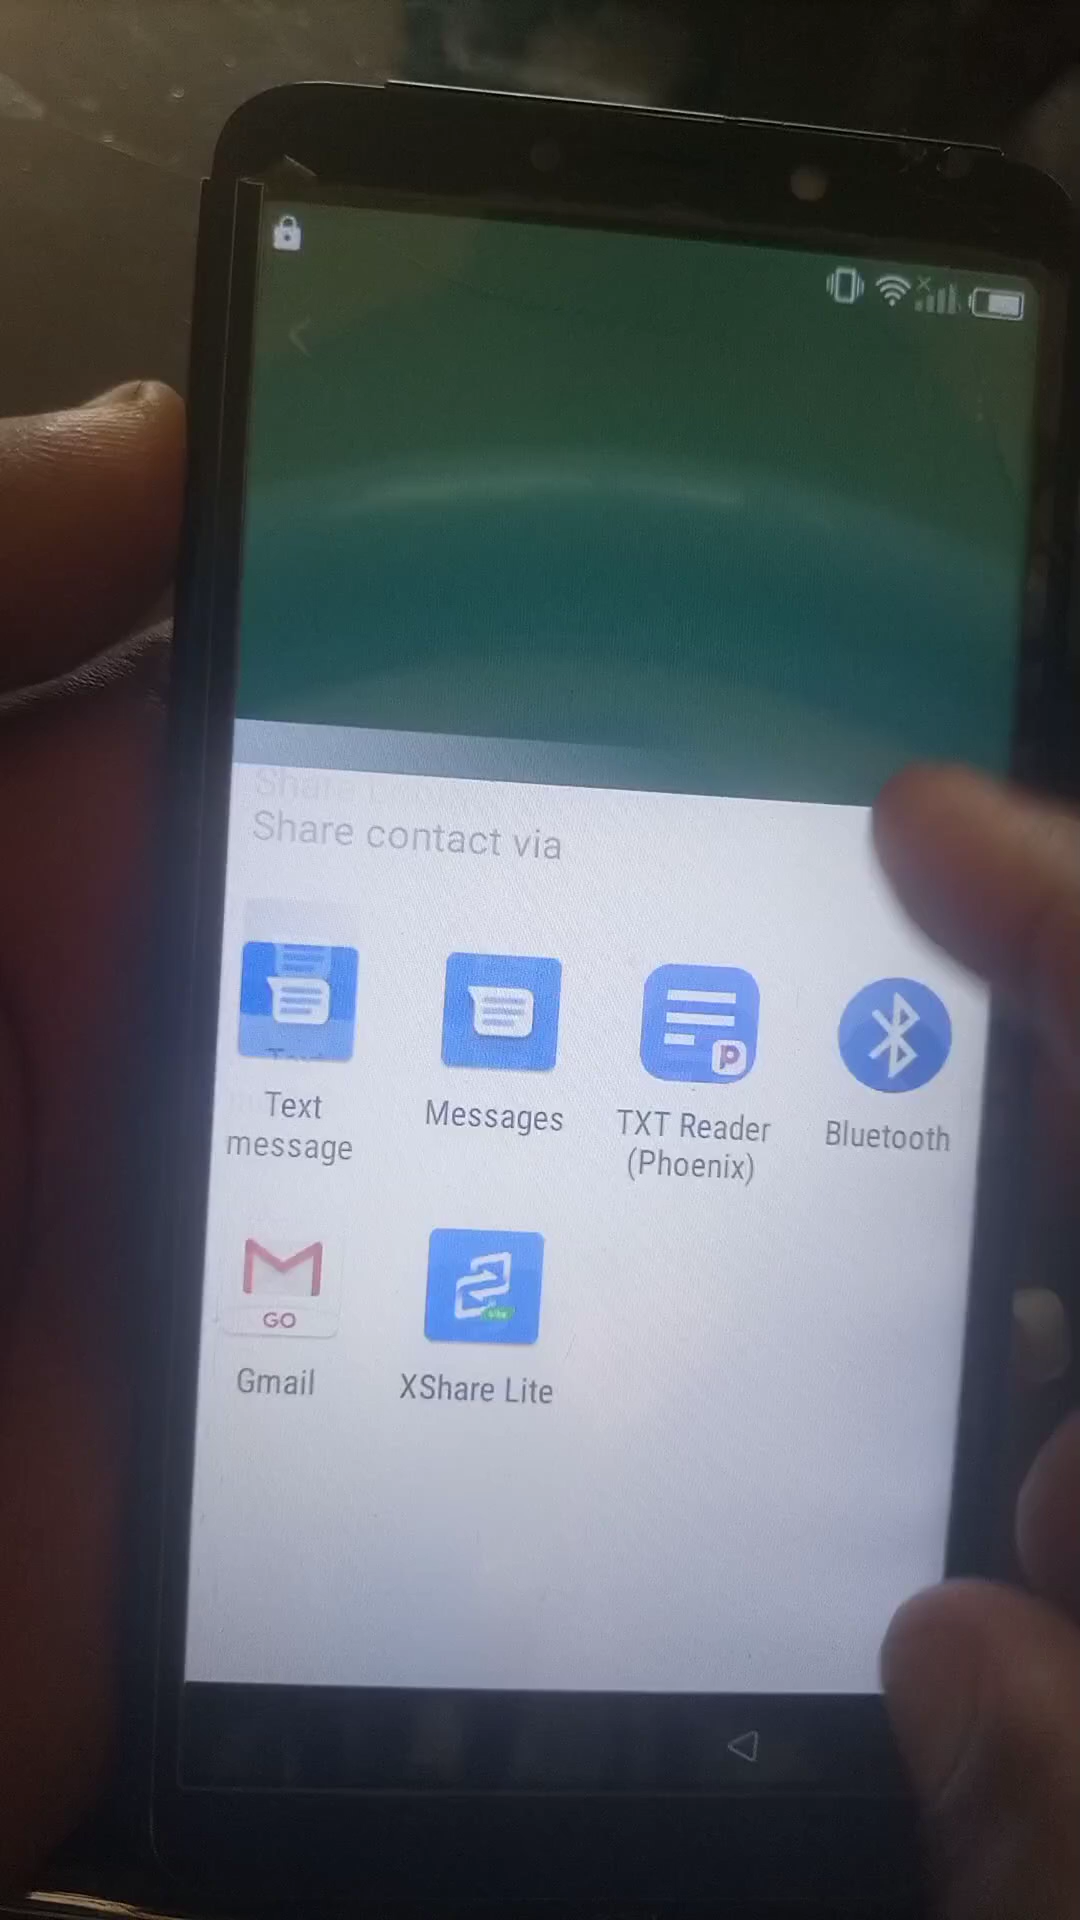 Share contact via
Text
message
Messages
TXT Reader
(Phoenix)
Bluetooth
GO
Gmail
XShare Lite